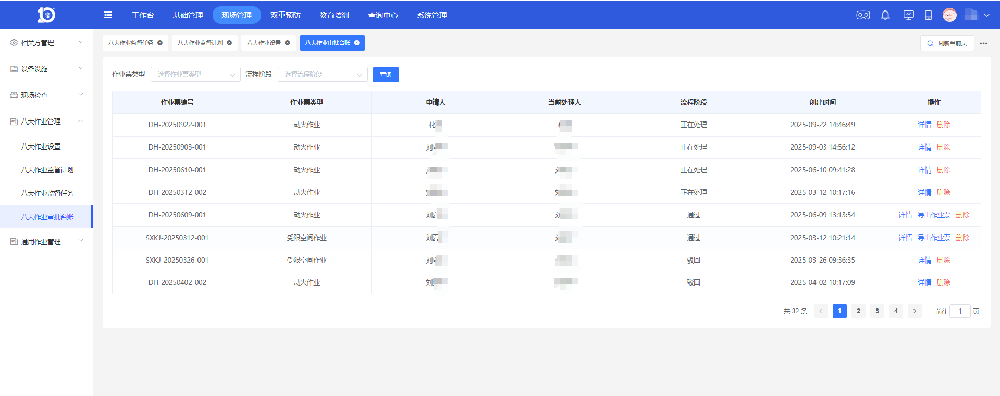 工作台 基础管理 现场管理 双重预防 教育培训 查询中心 系统管理
相关方管理
设备设施
现场检查
八大作业管理
八大作业设置
八大作业监督计划
八大作业监督任务
八大作业审批台账
通用作业管理
八大作业监督任务 八大作业监督计划 八大作业设置 八大作业审批台账 刷新当前页
作业票类型 选择作业票类型 流程阶段 选择流程阶段 查询
作业票编号 作业票类型 申请人 当前处理人 流程阶段 创建时间 操作
DH-20250922-001 动火作业 化 正在处理 2025-09-22 14:46:49 详情 删除
DH-20250903-001 动火作业 刘 正在处理 2025-09-03 14:56:12 详情 删除
DH-20250610-001 动火作业 正在处理 2025-06-10 09:41:28 详情 删除
DH-20250312-002 动火作业 正在处理 2025-03-12 10:17:16 详情 删除
DH-20250609-001 动火作业 刘 刘 通过 2025-06-09 13:13:54 详情 导出作业票 删除
SXKJ-20250312-001 受限空间作业 刘 通过 2025-03-12 10:21:14 详情 导出作业票 删除
SXKJ-20250326-001 受限空间作业 刘 驳回 2025-03-26 09:36:35 详情 删除
DH-20250402-002 动火作业 刘 驳回 2025-04-02 10:17:09 详情 删除
共 32 条 1 2 3 4 前往 1 页